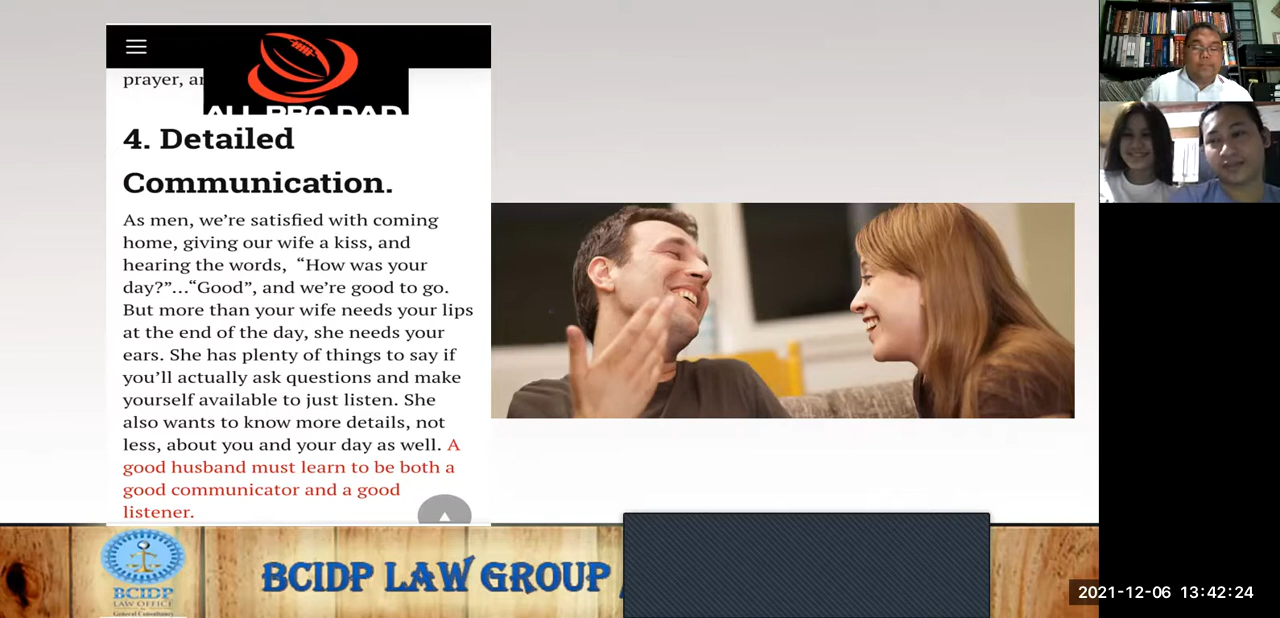 prayer, ar
ALL PRO DAD
4. Detailed
Communication.
As men, we’re satisfied with coming
home, giving our wife a kiss, and
hearing the words, “How was your
day?”...“Good”, and we’re good to go.
But more than your wife needs your lips
at the end of the day, she needs your
ears. She has plenty of things to say if
you’ll actually ask questions and make
yourself available to just listen. She
also wants to know more details, not
less, about you and your day as well. A
good husband must learn to be both a
good communicator and a good
listener.
BCIDP
LAW OFFICE
General Consultancy
BCIDP LAW GROUP
2021-12-06 13:42:24